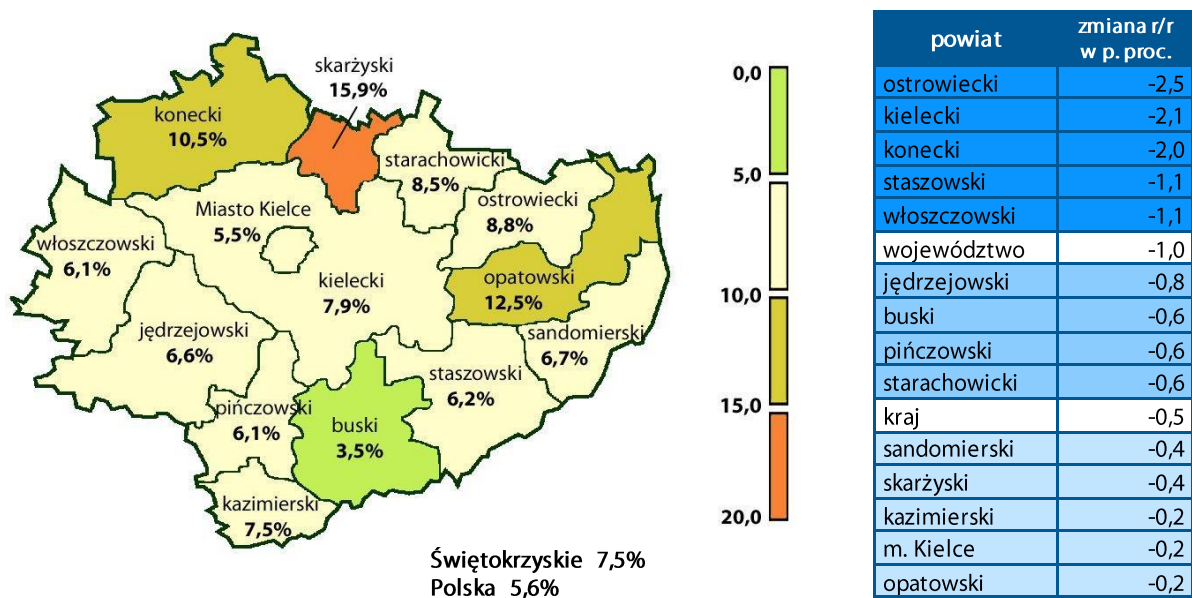 skarżyski
15,9%
konecki
10,5%
starachowicki
8,5%
ostrowiecki
8,8%
Miasto Kielce
5,5%
włoszczowski
6,1%
kielecki
7,9%
opatowski
12,5%
jędrzejowski
6,6%
sandomierski
6,7%
staszowski
6,2%
pińczowski
6,1%
buski
3,5%
kazimierski
7,5%
Świętokrzyskie 7,5%
Polska 5,6%
0,0
5,0
10,0
15,0
20,0
powiat zmiana r/r
w p. proc.
ostrowiecki -2,5
kielecki -2,1
konecki -2,0
staszowski -1,1
włoszczowski -1,1
województwo -1,0
jędrzejowski -0,8
buski -0,6
pińczowski -0,6
starachowicki -0,6
kraj -0,5
sandomierski -0,4
skarżyski -0,4
kazimierski -0,2
m. Kielce -0,2
opatowski -0,2